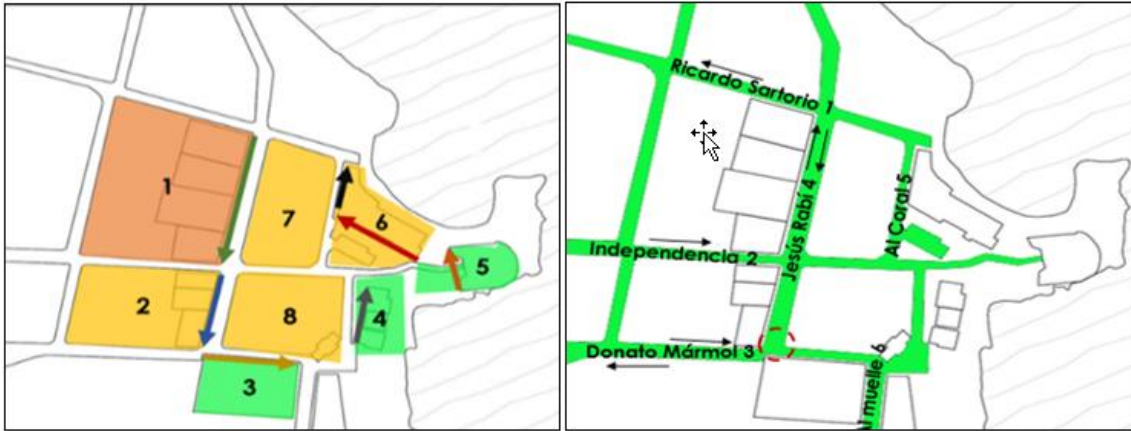 1
7
6
5
2
8
4
3
Ricardo Sartorio 1
Jesús Rabí 4
Al Coral 5
Independencia 2
Donato Mármol 3
Al muelle 6